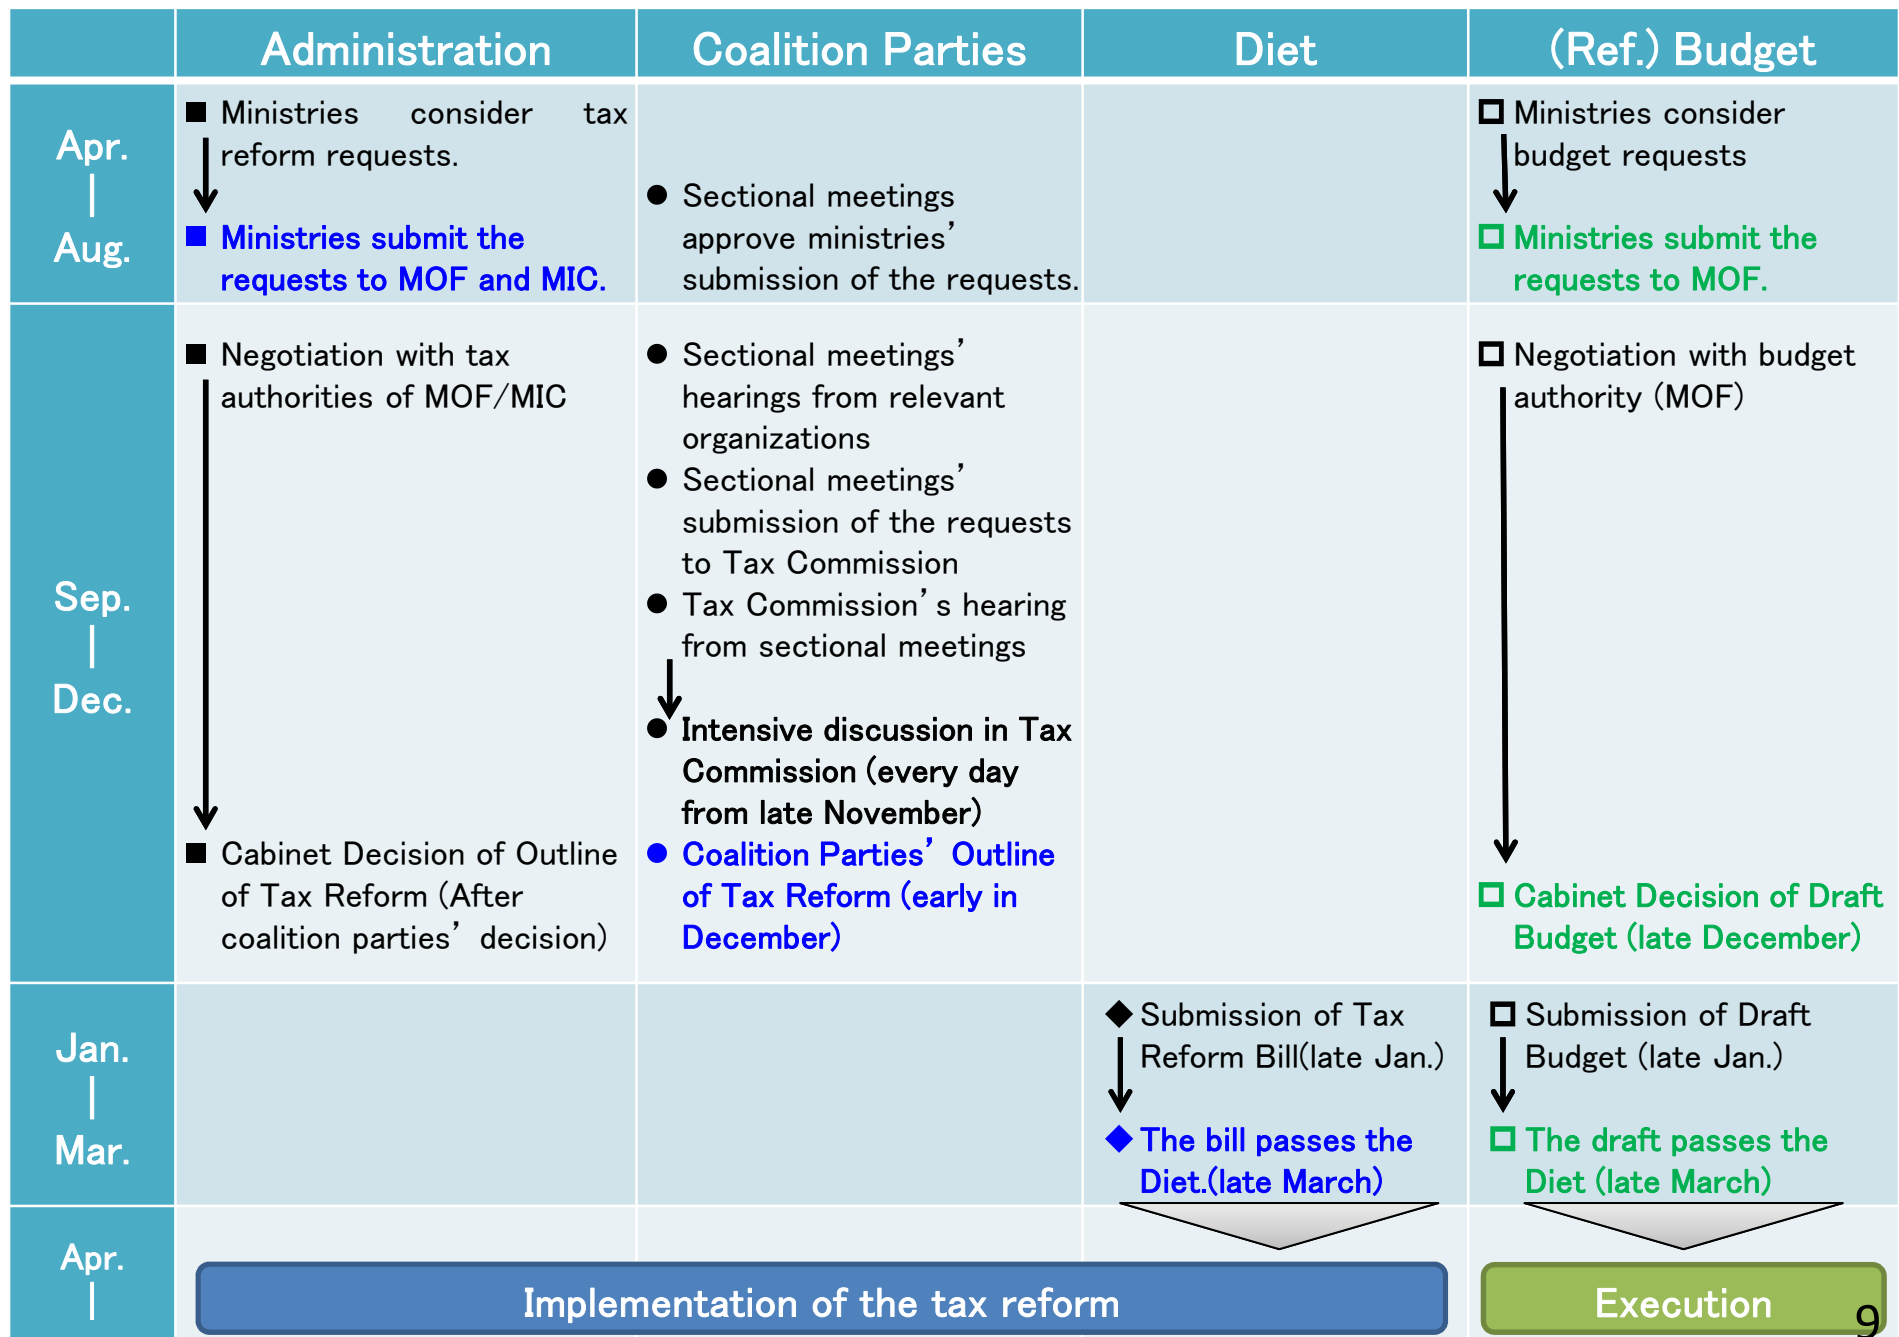 Administration
Coalition Parties
Diet
(Ref.) Budget
Apr.
|
Aug.
■ Ministries consider tax
reform requests.
■ Ministries submit the
requests to MOF and MIC.
● Sectional meetings
approve ministries’
submission of the requests.
□ Ministries consider
budget requests
□ Ministries submit the
requests to MOF.
Sep.
|
Dec.
■ Negotiation with tax
authorities of MOF/MIC
■ Cabinet Decision of Outline
of Tax Reform (After
coalition parties’ decision)
● Sectional meetings’
hearings from relevant
organizations
● Sectional meetings’
submission of the requests
to Tax Commission
● Tax Commission’s hearing
from sectional meetings
● Intensive discussion in Tax
Commission (every day
from late November)
● Coalition Parties’ Outline
of Tax Reform (early in
December)
□ Negotiation with budget
authority (MOF)
□ Cabinet Decision of Draft
Budget (late December)
Jan.
|
Mar.
◆ Submission of Tax
Reform Bill(late Jan.)
◆ The bill passes the
Diet.(late March)
□ Submission of Draft
Budget (late Jan.)
□ The draft passes the
Diet (late March)
Apr.
|
Implementation of the tax reform
Execution
9